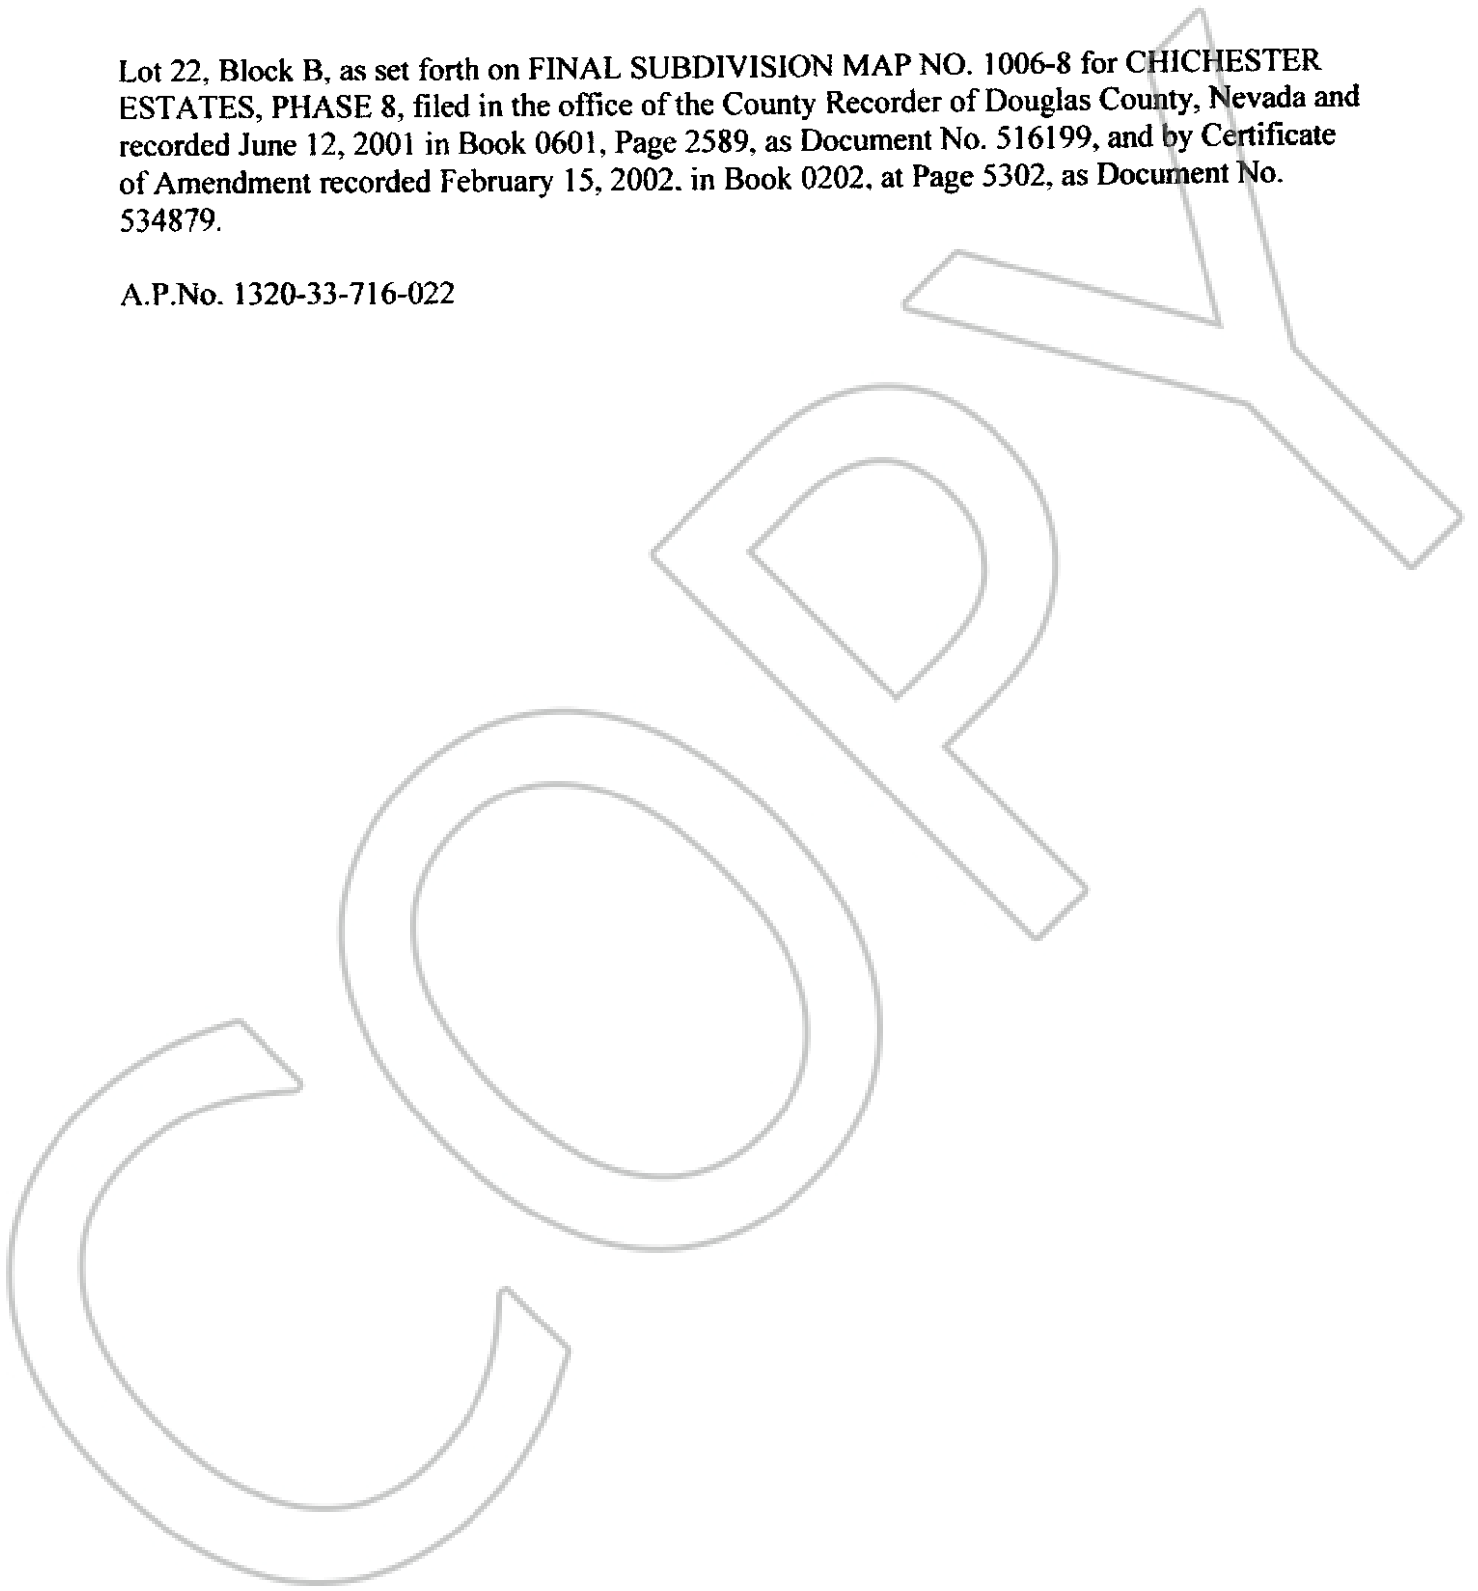 Lot 22, Block B, as set forth on FINAL SUBDIVISION MAP NO. 1006-8 for CHICHESTER
ESTATES, PHASE 8, filed in the office of the County Recorder of Douglas County, Nevada and
recorded June 12, 2001 in Book 0601, Page 2589, as Document No. 516199, and by Certificate
of Amendment recorded February 15, 2002. in Book 0202. at Page 5302, as Document No.
534879.
A.P.No. 1320-33-716-022
COPY